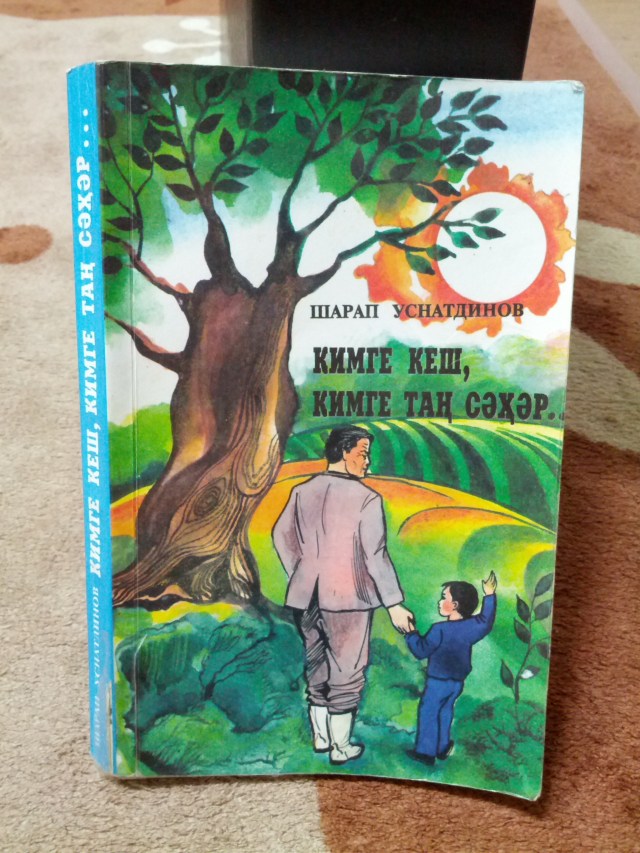 ШАРАП УСНАТДИНОВ
КИМГЕ КЕШ,
КИМГЕ ТАҢ СӘҲӘР..
ШАРАП УСНАТДИНОВ КИМГЕ КЕШ, КИМГЕ ТАҢ СӘҲӘР...